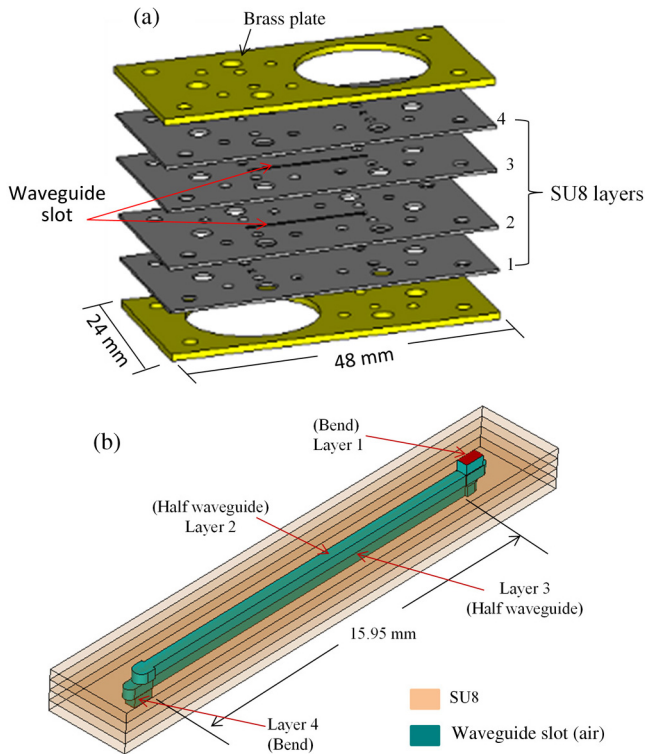 (a)
Brass plate
4
3
Waveguide
slot
SU8 layers
2
1
24 mm
48 mm
(b)
(Bend)
Layer 1
(Half waveguide)
Layer 2
Layer 3
(Half waveguide)
15.95 mm
SU8
Layer 4
(Bend)
Waveguide slot (air)